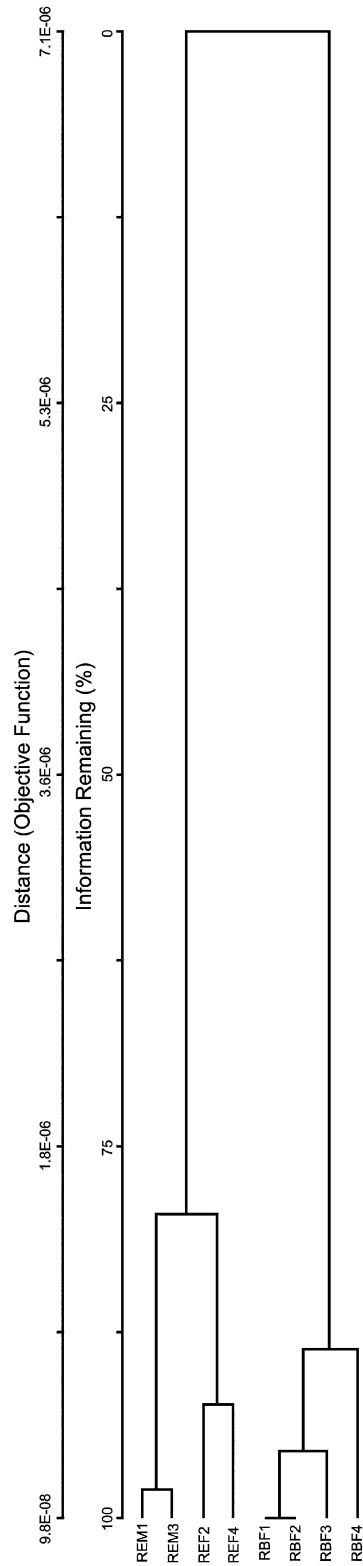 Distance (Objective Function)
9.8E-08 1.8E-06 3.6E-06 5.3E-06 7.1E-06
Information Remaining (%)
100 75 50 25 0
REM1
REM3
REF2
REF4
RBF1
RBF2
RBF3
RBF4